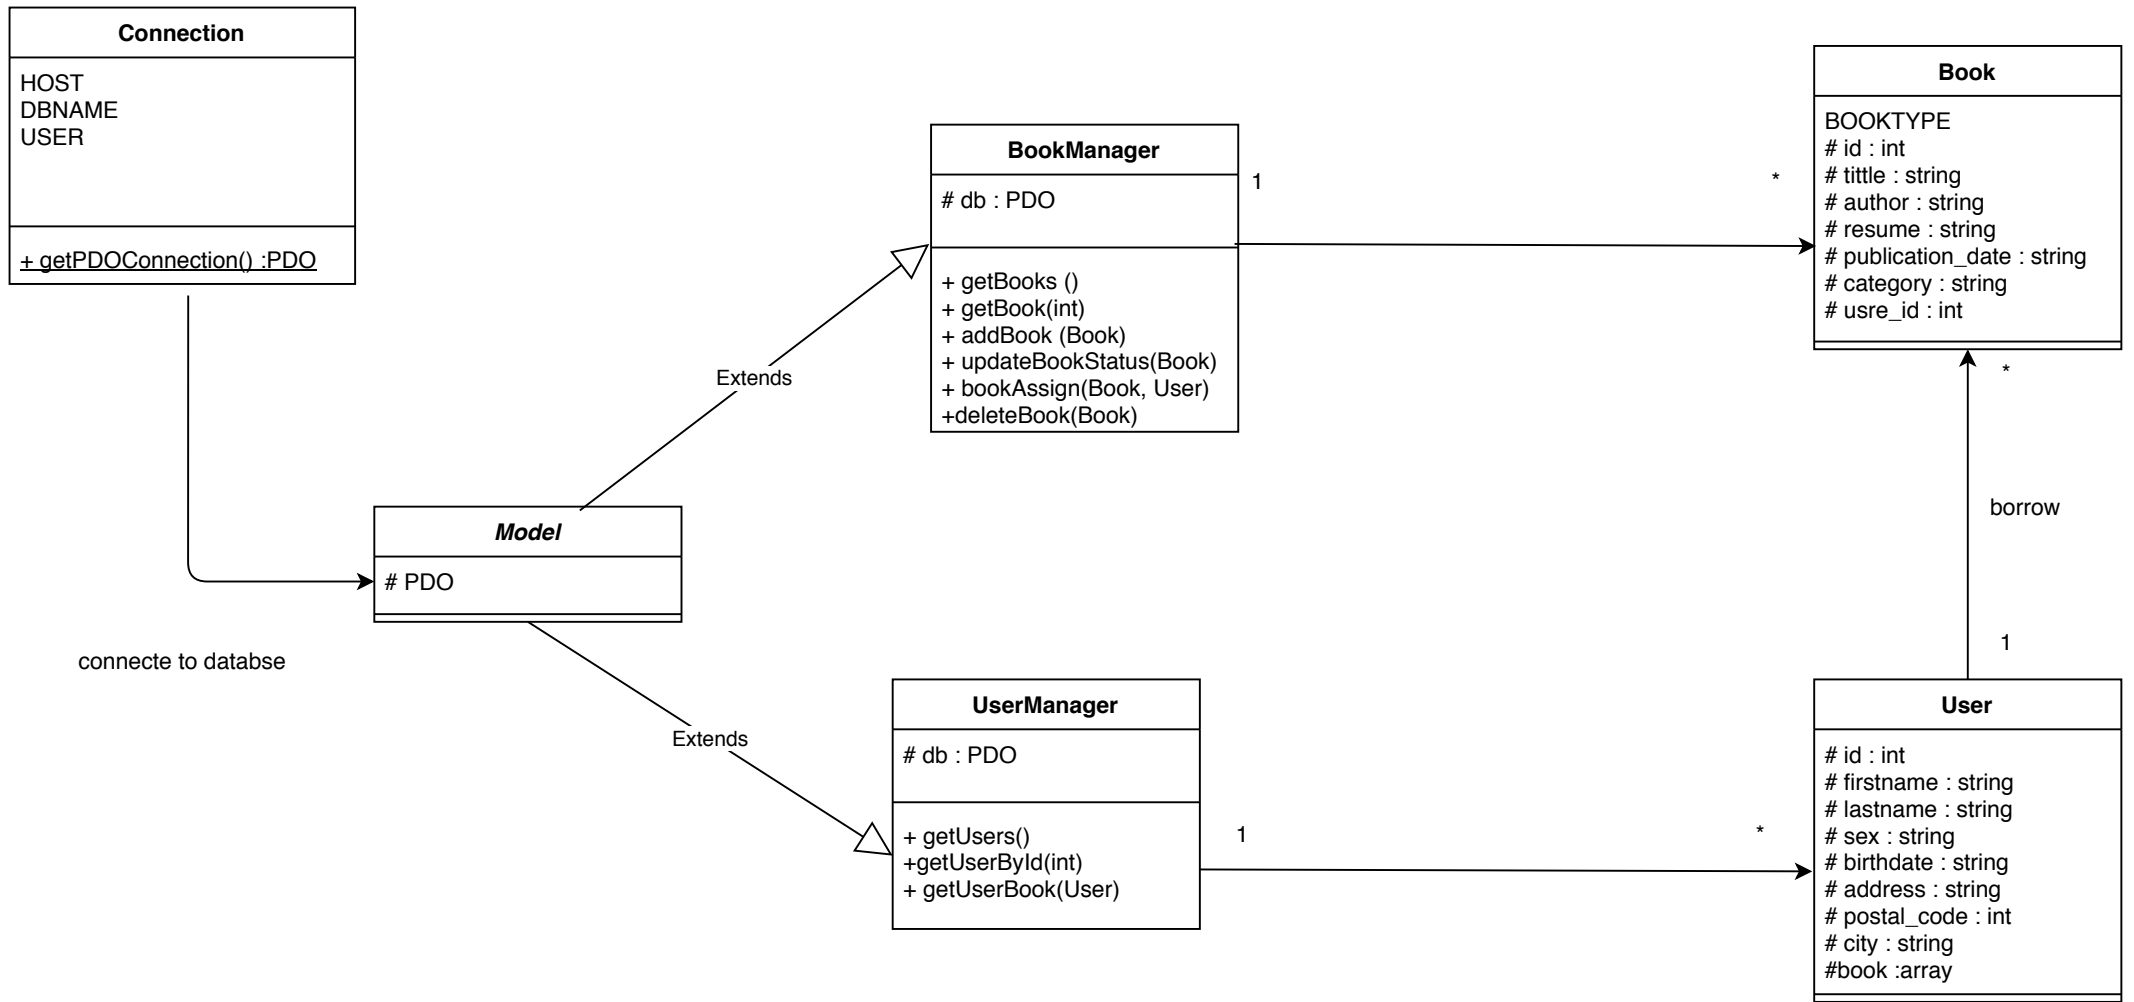 Connection
HOST
DBNAME
USER
+ getPDOConnection() :PDO
connecte to databse
Model
# PDO
Extends
Extends
BookManager
# db : PDO
+ getBooks ()
+ getBook(int)
+ addBook (Book)
+ updateBookStatus(Book)
+ bookAssign(Book, User)
+deleteBook(Book)
1
*
Book
BOOKTYPE
# id : int
# tittle : string
# author : string
# resume : string
# publication_date : string
# category : string
# usre_id : int
*
borrow
1
UserManager
# db : PDO
+ getUsers()
+getUserById(int)
+ getUserBook(User)
1
*
User
# id : int
# firstname : string
# lastname : string
# sex : string
# birthdate : string
# address : string
# postal_code : int
# city : string
#book :array